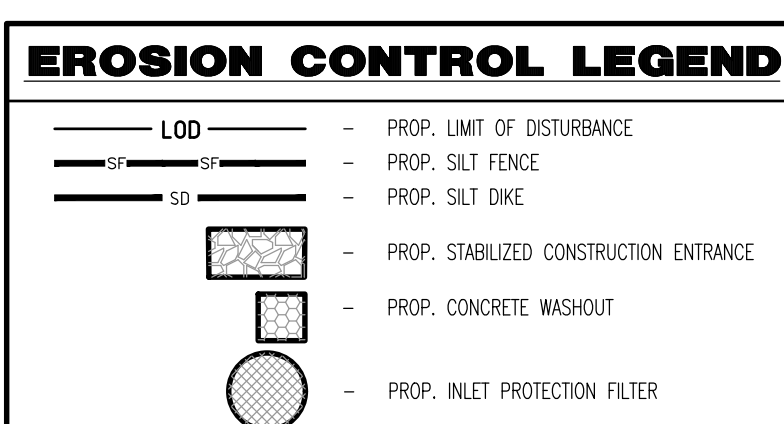 EROSION CONTROL LEGEND
LOD - PROP. LIMIT OF DISTURBANCE
SF SF - PROP. SILT FENCE
SD - PROP. SILT DIKE
- PROP. STABILIZED CONSTRUCTION ENTRANCE
- PROP. CONCRETE WASHOUT
- PROP. INLET PROTECTION FILTER